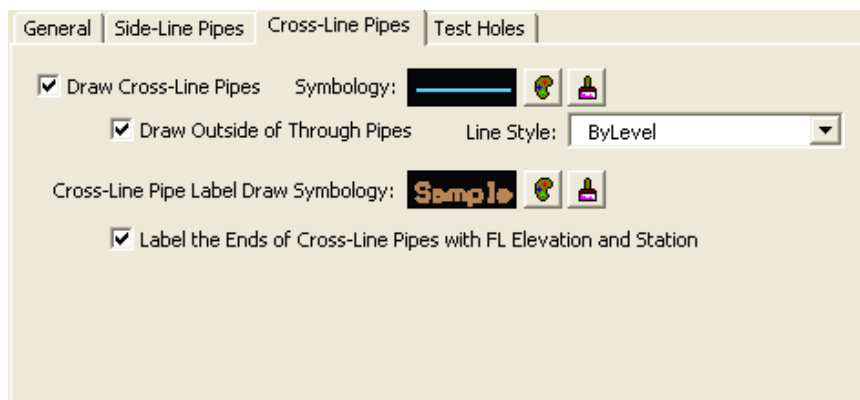 General Side-Line Pipes Cross-Line Pipes Test Holes
Draw Cross-Line Pipes Symbology:
Draw Outside of Through Pipes Line Style: ByLevel
Cross-Line Pipe Label Draw Symbology: Sample
Label the Ends of Cross-Line Pipes with FL Elevation and Station